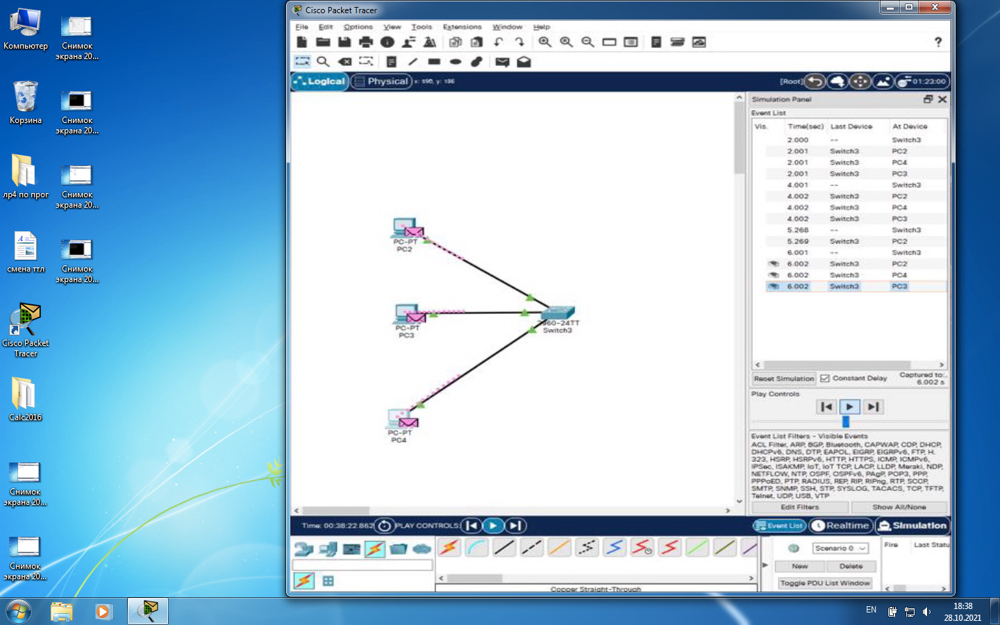 Компьютер
Снимок
экрана 20...
Корзина
Снимок
экрана 20...
лр4 по прог
Снимок
экрана 20...
смена ттл
Снимок
экрана 20...
Cisco Packet
Tracer
Calc2016
Снимок
экрана 20...
Снимок
экрана 20...
Cisco Packet Tracer
File Edit Options View Tools Extensions Window Help
?
Logical Physical x: 590, y: 186 [Root] 01:23:00
PC-PT
PC2
PC-PT
PC3
PC-PT
PC4
2960-24TT
Switch3
Simulation Panel
Event List
Vis. Time(sec) Last Device At Device
2.000 -- Switch3
2.001 Switch3 PC2
2.001 Switch3 PC4
2.001 Switch3 PC3
4.001 -- Switch3
4.002 Switch3 PC2
4.002 Switch3 PC4
4.002 Switch3 PC3
5.268 -- Switch3
5.269 Switch3 PC2
6.001 -- Switch3
6.002 Switch3 PC2
6.002 Switch3 PC4
6.002 Switch3 PC3
Reset Simulation Constant Delay Captured to:
6.002 s
Play Controls
Event List Filters - Visible Events
ACL Filter, ARP, BGP, Bluetooth, CAPWAP, CDP, DHCP,
DHCPv6, DNS, DTP, EAPOL, EIGRP, EIGRPv6, FTP, H.
323, HSRP, HSRPv6, HTTP, HTTPS, ICMP, ICMPv6,
IPSec, ISAKMP, IoT, IoT TCP, LACP, LLDP, Meraki, NDP,
NETFLOW, NTP, OSPF, OSPFv6, PAgP, POP3, PPP,
PPPoED, PTP, RADIUS, REP, RIP, RIPng, RTP, SCCP,
SMTP, SNMP, SSH, STP, SYSLOG, TACACS, TCP, TFTP,
Telnet, UDP, USB, VTP
Edit Filters Show All/None
Time: 00:38:22.862 PLAY CONTROLS: Event List Realtime Simulation
Scenario 0
New Delete
Toggle PDU List Window
Fire Last Statu
Copper Straight-Through
EN
18:38
28.10.2021